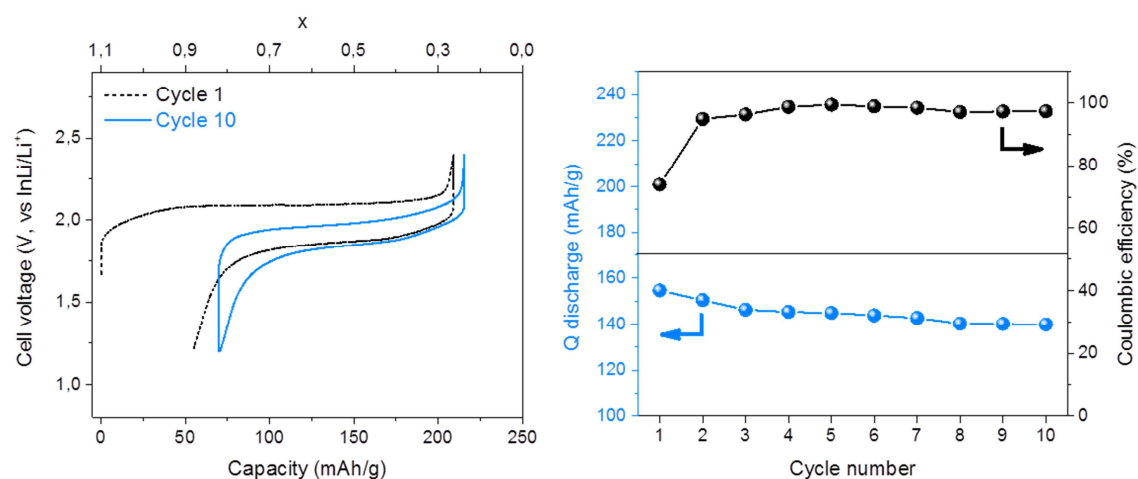 x
1,1 0,9 0,7 0,5 0,3 0,0
Cycle 1
Cycle 10
2,5
2,0
1,5
1,0
Cell voltage (V, vs InLi/Li⁺)
0 50 100 150 200 250
Capacity (mAh/g)
240
230
200
180
170
160
150
140
120
100
Q discharge (mAh/g)
100
80
60
40
20
0
Coulombic efficiency (%)
1 2 3 4 5 6 7 8 9 10
Cycle number